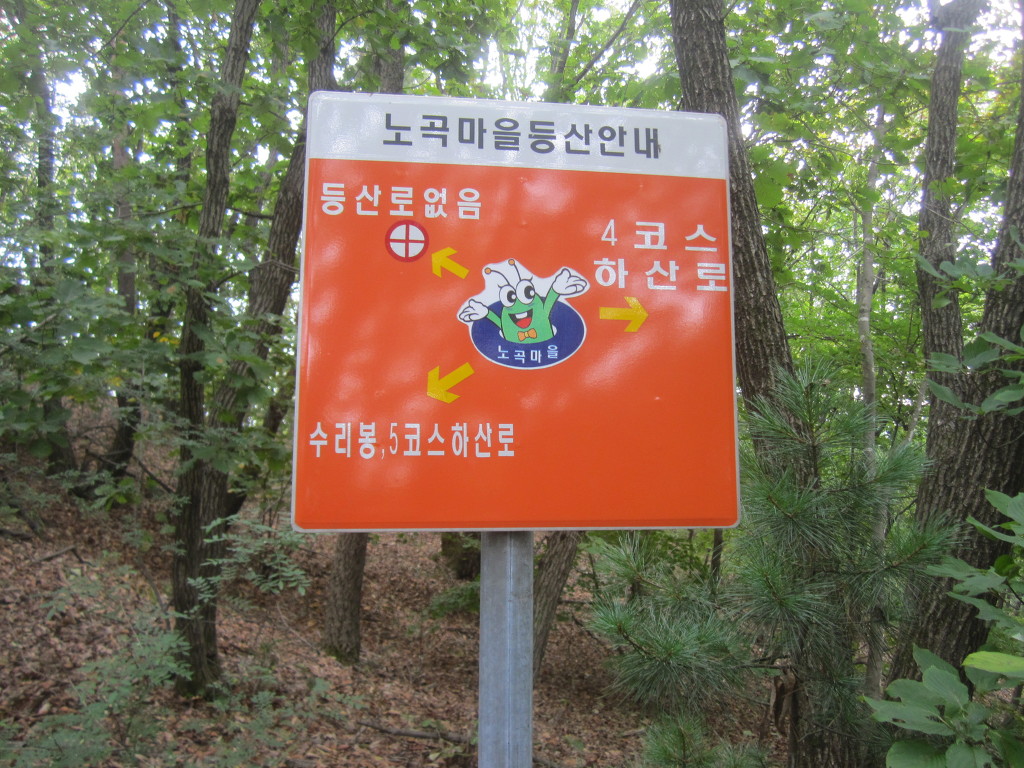 노곡마을등산안내
등산로없음
4 코 스
하 산 로
노곡마을
수리봉,5코스하산로